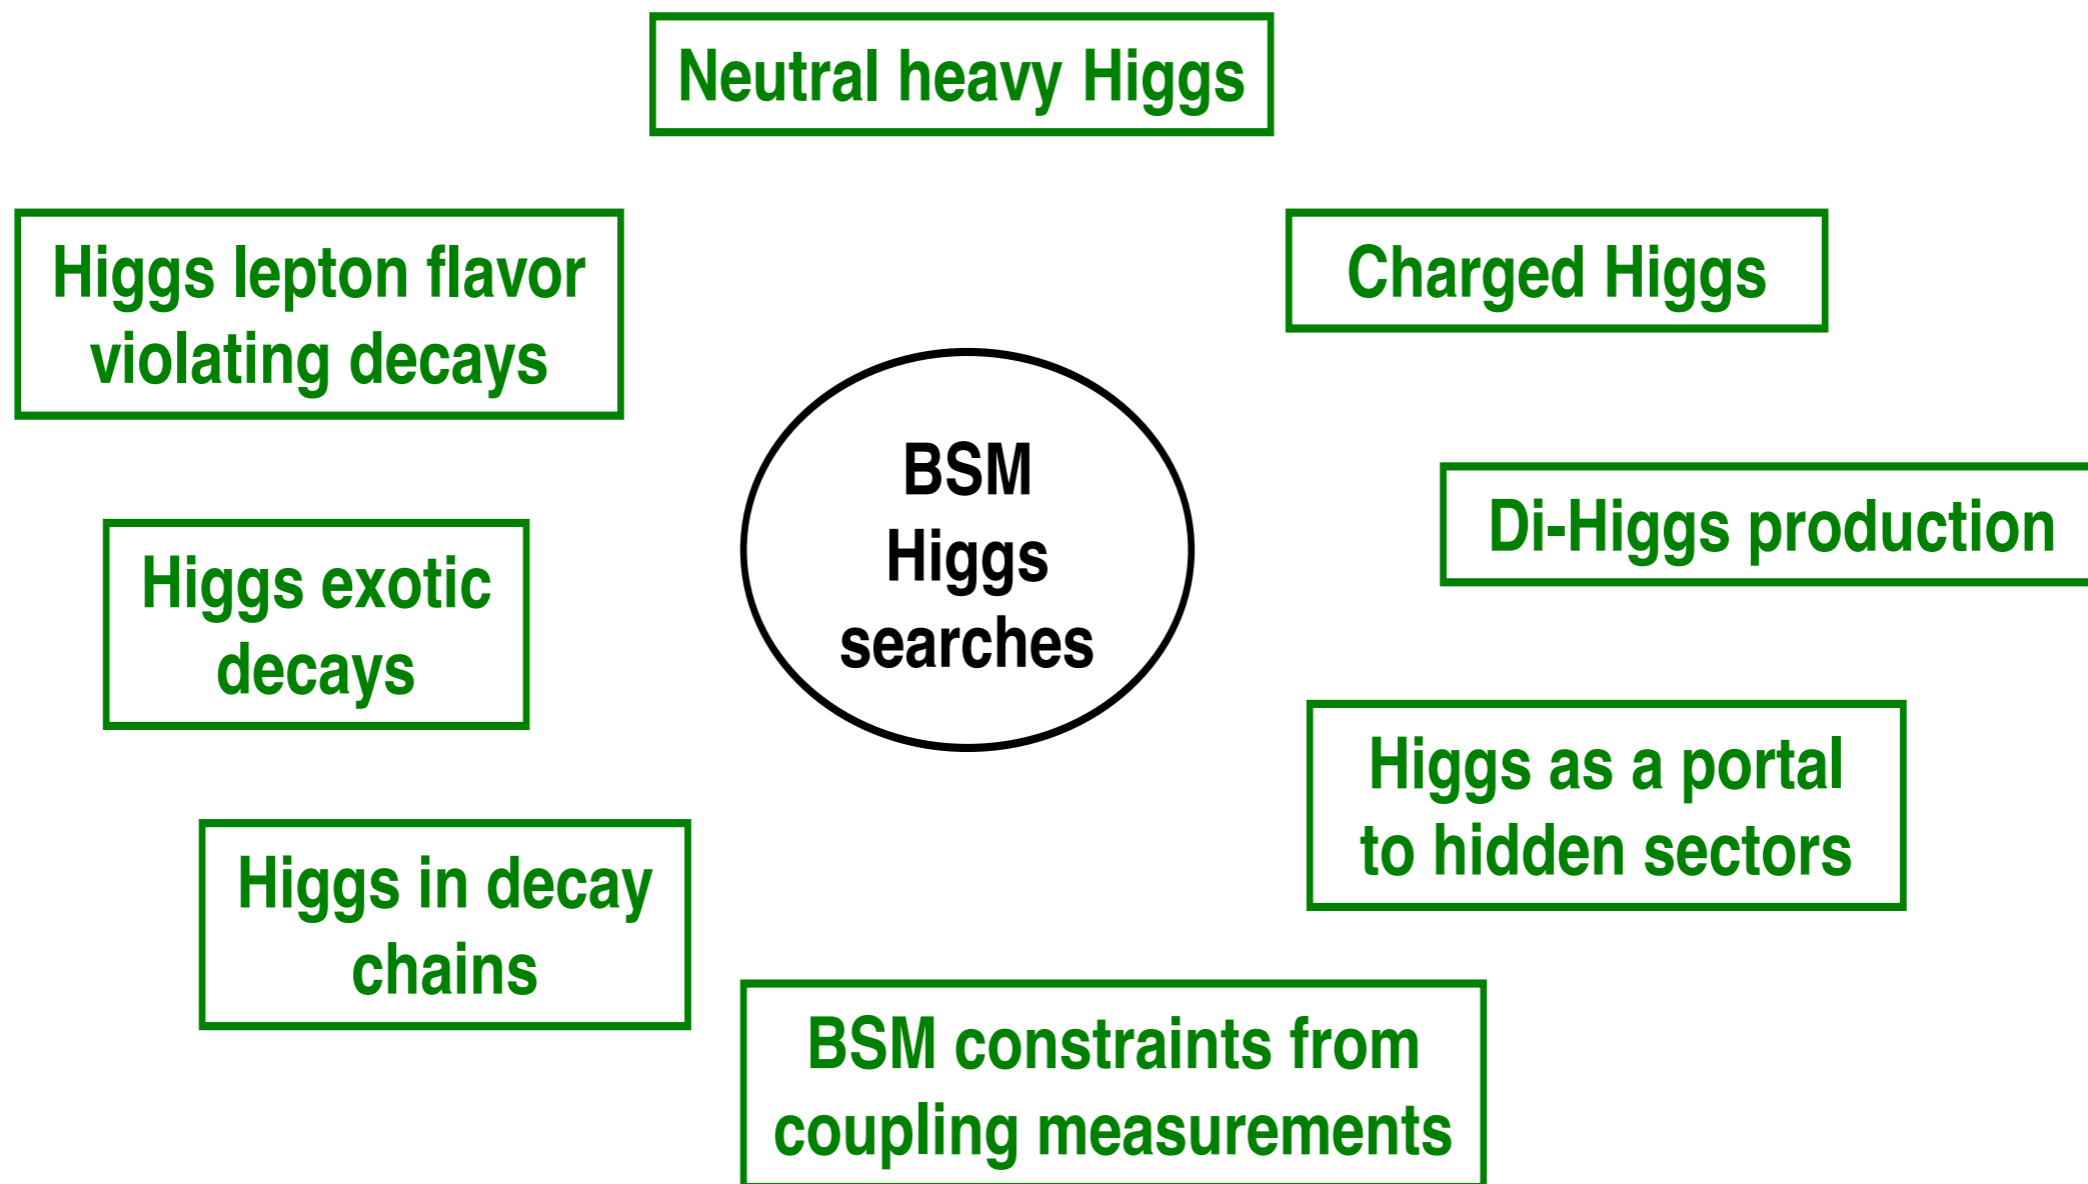 Neutral heavy Higgs
Higgs lepton flavor
violating decays
Charged Higgs
BSM
Higgs
searches
Di-Higgs production
Higgs exotic
decays
Higgs as a portal
to hidden sectors
Higgs in decay
chains
BSM constraints from
coupling measurements